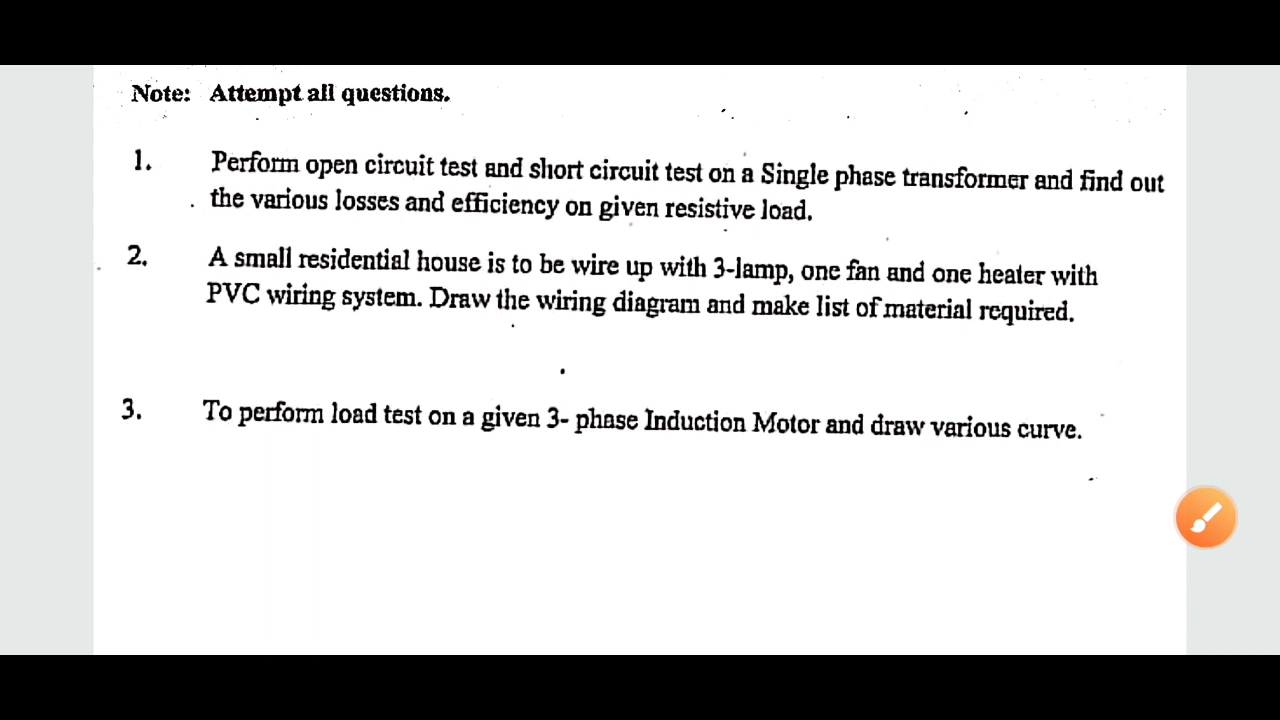 Note: Attempt all questions.
1. Perform open circuit test and short circuit test on a Single phase transformer and find out
the various losses and efficiency on given resistive load.
2. A small residential house is to be wire up with 3-lamp, one fan and one heater with
PVC wiring system. Draw the wiring diagram and make list of material required.
3. To perform load test on a given 3- phase Induction Motor and draw various curve.